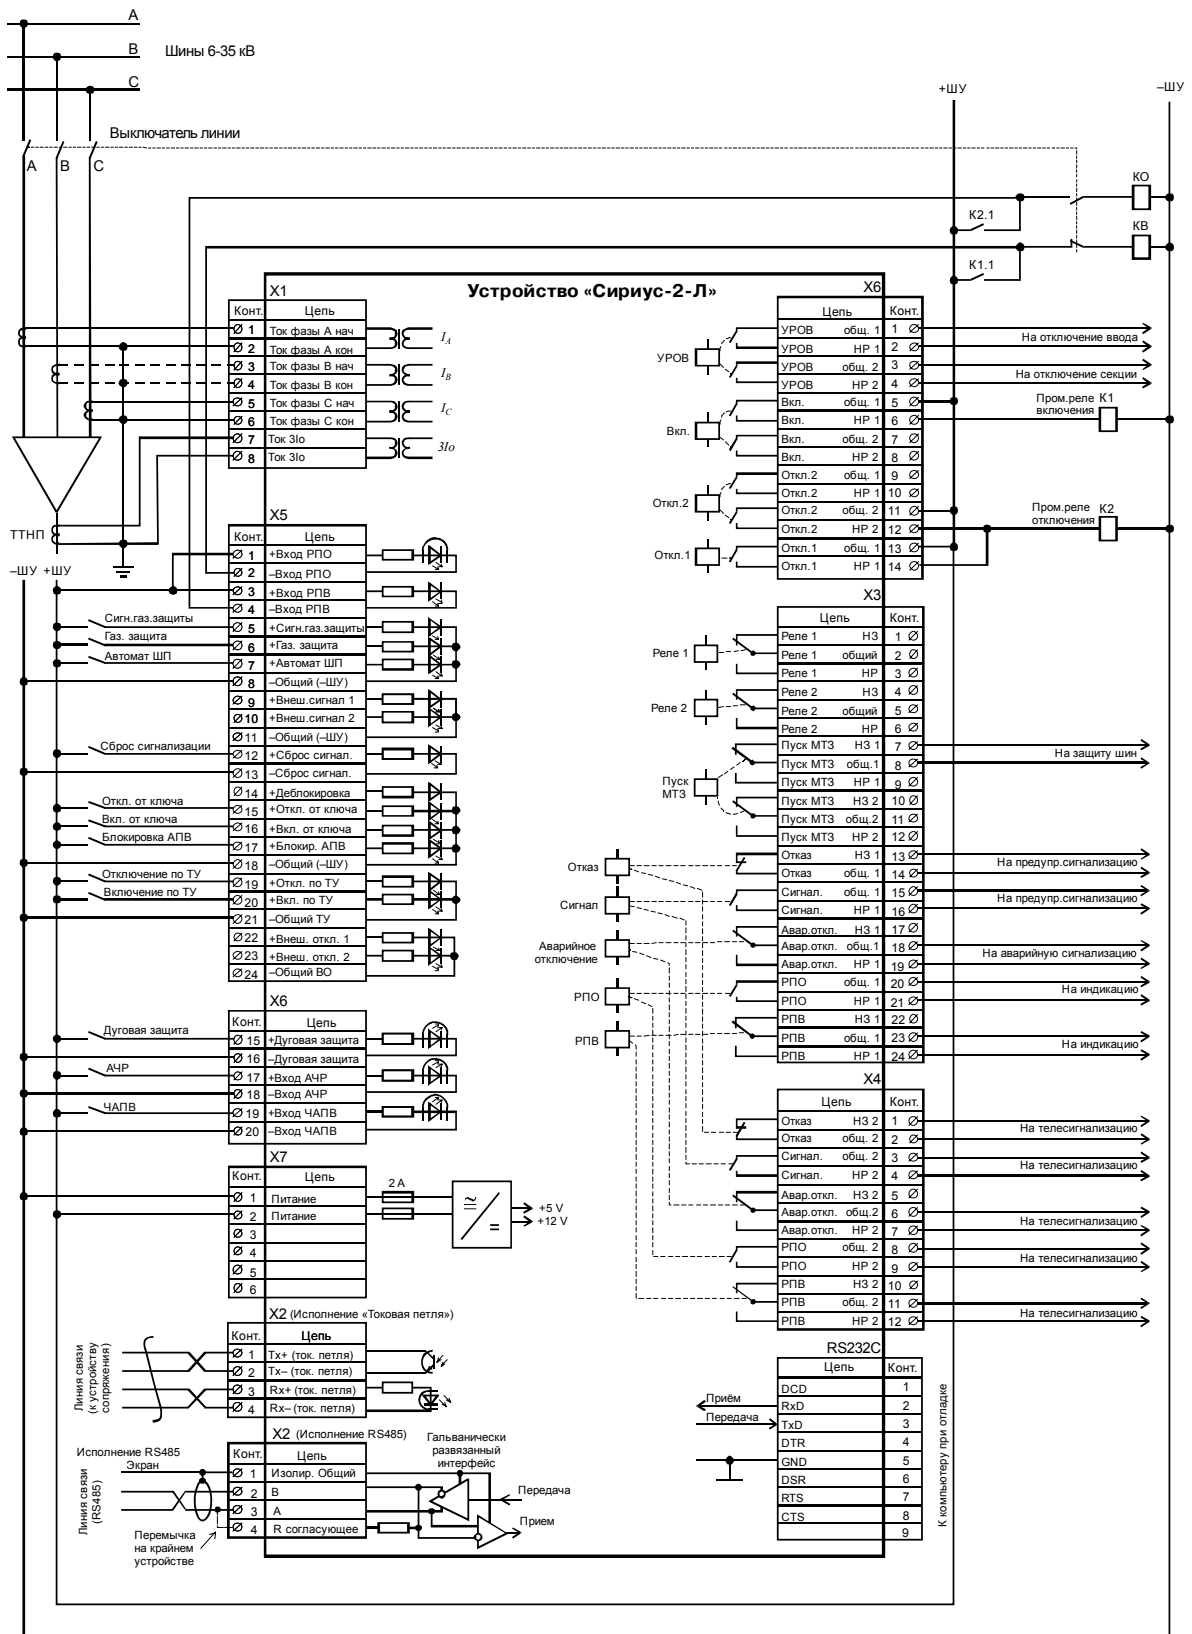 A
B
Шины 6-35 кВ
C
+ШУ
–ШУ
Выключатель линии
A
B
C
КО
К2.1
КВ
К1.1
Устройство «Сириус-2-Л»
X1
Конт. Цепь
1 Ток фазы А нач
2 Ток фазы А кон
3 Ток фазы В нач
4 Ток фазы В кон
5 Ток фазы С нач
6 Ток фазы С кон
7 Ток 3Io
8 Ток 3Io
IA
IB
IC
3Io
ТТНП
–ШУ +ШУ
X5
Конт. Цепь
1 +Вход РПО
2 –Вход РПО
3 +Вход РПВ
4 –Вход РПВ
Сигн.газ.защиты 5 +Сигн.газ.защиты
Газ. защита 6 +Газ. защита
Автомат ШП 7 +Автомат ШП
8 –Общий (–ШУ)
9 +Внеш.сигнал 1
10 +Внеш.сигнал 2
11 –Общий (–ШУ)
Сброс сигнализации 12 +Сброс сигнал.
13 –Сброс сигнал.
14 +Деблокировка
Откл. от ключа 15 +Откл. от ключа
Вкл. от ключа 16 +Вкл. от ключа
Блокировка АПВ 17 +Блокир. АПВ
18 –Общий (–ШУ)
Отключение по ТУ 19 +Откл. по ТУ
Включение по ТУ 20 +Вкл. по ТУ
21 –Общий ТУ
22 +Внеш. откл. 1
23 +Внеш. откл. 2
24 –Общий ВО
X6
Конт. Цепь
Дуговая защита 15 +Дуговая защита
16 –Дуговая защита
АЧР 17 +Вход АЧР
18 –Вход АЧР
ЧАПВ 19 +Вход ЧАПВ
20 –Вход ЧАПВ
X7
Конт. Цепь
1 Питание
2 Питание
3
4
5
6
2 А
≅
=
+5 V
+12 V
X2 (Исполнение «Токовая петля»)
Конт. Цепь
1 Tx+ (ток. петля)
2 Tx– (ток. петля)
3 Rx+ (ток. петля)
4 Rx– (ток. петля)
Линия связи
(к устройству
сопряжения)
X2 (Исполнение RS485)
Исполнение RS485
Экран
Конт. Цепь
1 Изолир. Общий
2 В
3 А
4 R согласующее
Линия связи
(RS485)
Перемычка
на крайнем
устройстве
Гальванически
развязанный
интерфейс
Передача
Прием
X6
Цепь Конт.
УРОВ
УРОВ общ. 1 1
УРОВ НР 1 2
На отключение ввода
УРОВ общ. 2 3
УРОВ НР 2 4
На отключение секции
Вкл.
Вкл. общ. 1 5
Вкл. НР 1 6
Пром.реле
включения
К1
Вкл. общ. 2 7
Вкл. НР 2 8
Откл.2
Откл.2 общ. 1 9
Откл.2 НР 1 10
Откл.2 общ. 2 11
Откл.2 НР 2 12
Пром.реле
отключения
К2
Откл.1
Откл.1 общ. 1 13
Откл.1 НР 1 14
X3
Цепь Конт.
Реле 1
Реле 1 НЗ 1
Реле 1 общий 2
Реле 1 НР 3
Реле 2
Реле 2 НЗ 4
Реле 2 общий 5
Реле 2 НР 6
Пуск
МТЗ
Пуск МТЗ НЗ 1 7
Пуск МТЗ общ.1 8
На защиту шин
Пуск МТЗ НР 1 9
Пуск МТЗ НЗ 2 10
Пуск МТЗ общ.2 11
Пуск МТЗ НР 2 12
Отказ
Отказ НЗ 1 13
Отказ общ. 1 14
На предупр.сигнализацию
Сигнал
Сигнал. общ. 1 15
Сигнал. НР 1 16
На предупр.сигнализацию
Аварийное
отключение
Авар.откл. НЗ 1 17
Авар.откл. общ.1 18
Авар.откл. НР 1 19
На аварийную сигнализацию
РПО
РПО общ. 1 20
РПО НР 1 21
На индикацию
РПВ
РПВ НЗ 1 22
РПВ общ. 1 23
РПВ НР 1 24
На индикацию
X4
Цепь Конт.
Отказ НЗ 2 1
Отказ общ. 2 2
На телесигнализацию
Сигнал. общ. 2 3
Сигнал. НР 2 4
На телесигнализацию
Авар.откл. НЗ 2 5
Авар.откл. общ.2 6
Авар.откл. НР 2 7
На телесигнализацию
РПО общ. 2 8
РПО НР 2 9
На телесигнализацию
РПВ НЗ 2 10
РПВ общ. 2 11
РПВ НР 2 12
На телесигнализацию
RS232C
Цепь Конт.
DCD 1
Приём RxD 2
Передача TxD 3
DTR 4
GND 5
DSR 6
RTS 7
CTS 8
9
К компьютеру при отладке